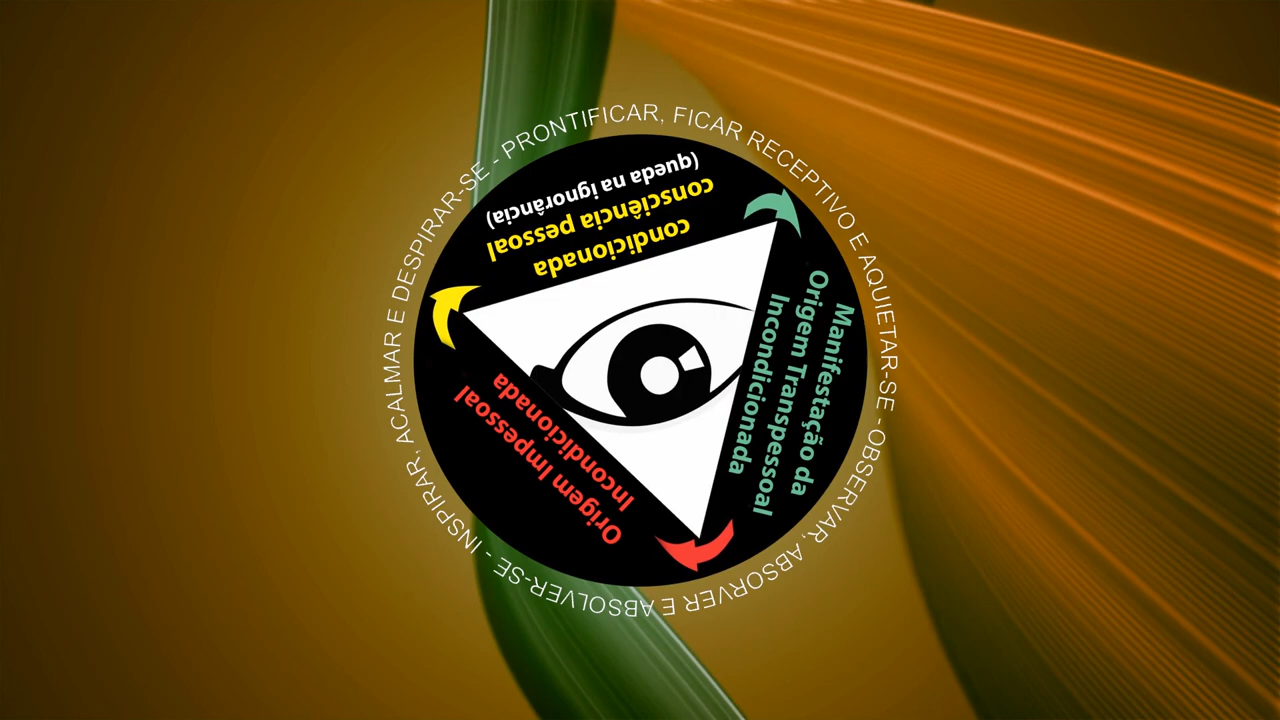 PRONTIFICAR, FICAR RECEPTIVO E AQUIETAR-SE - OBSERVAR, ABSORVER E ABSOLVER-SE - INSPIRAR, ACALMAR E DESPIRAR-SE -
condicionada
consciência pessoal
(queda na ignorância)
Manifestação da
Origem Transpessoal
Incondicionada
Origem Impessoal
Incondicionada